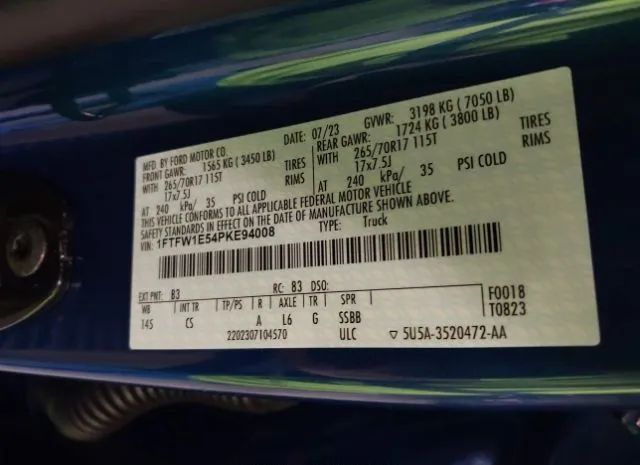 MFD. BY FORD MOTOR CO.
DATE: 07/23
GVWR: 3198 KG ( 7050 LB)
FRONT GAWR: 1565 KG ( 3450 LB)
REAR GAWR: 1724 KG ( 3800 LB)
WITH 265/70R17 115T TIRES
WITH 265/70R17 115T TIRES
17x7.5J RIMS
17x7.5J RIMS
AT 240 kPa/ 35 PSI COLD
AT 240 kPa/ 35 PSI COLD
THIS VEHICLE CONFORMS TO ALL APPLICABLE FEDERAL MOTOR VEHICLE
SAFETY STANDARDS IN EFFECT ON THE DATE OF MANUFACTURE SHOWN ABOVE.
VIN: 1FTFW1E54PKE94008
TYPE: Truck
EXT PNT: B3
RC: 83 DSO:
F0018
WB INT TR TP/PS R AXLE TR SPR
T0823
145 CS A L6 G SSBB
2202307104570 ULC ▽ 5U5A-3520472-AA